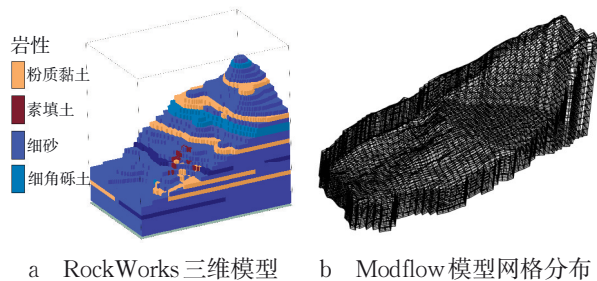 岩性
粉质黏土
素填土
细砂
细角砾土
a RockWorks三维模型 b Modflow模型网格分布